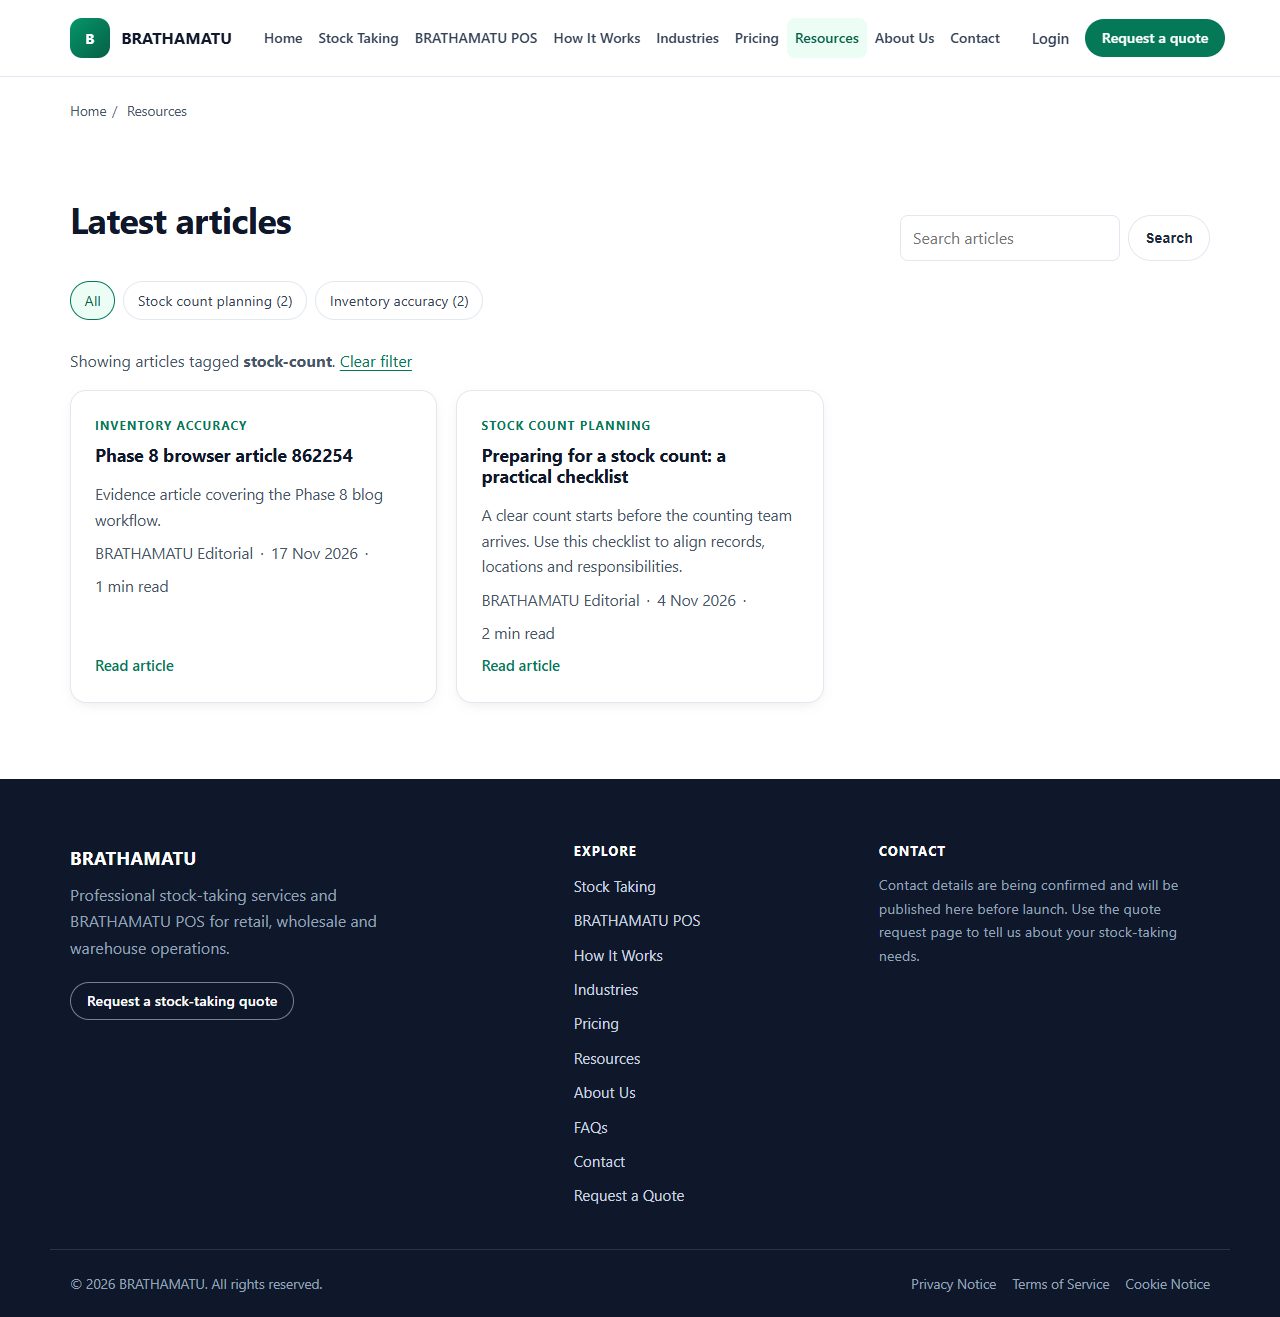 B
BRATHAMATU
Home
Stock Taking
BRATHAMATU POS
How It Works
Industries
Pricing
Resources
About Us
Contact
Login
Request a quote
Home / Resources
Latest articles
Search articles
Search
All
Stock count planning (2)
Inventory accuracy (2)
Showing articles tagged stock-count. Clear filter
INVENTORY ACCURACY
Phase 8 browser article 862254
Evidence article covering the Phase 8 blog
workflow.
BRATHAMATU Editorial · 17 Nov 2026 ·
1 min read
Read article
STOCK COUNT PLANNING
Preparing for a stock count: a
practical checklist
A clear count starts before the counting team
arrives. Use this checklist to align records,
locations and responsibilities.
BRATHAMATU Editorial · 4 Nov 2026 ·
2 min read
Read article
BRATHAMATU
Professional stock-taking services and
BRATHAMATU POS for retail, wholesale and
warehouse operations.
Request a stock-taking quote
EXPLORE
Stock Taking
BRATHAMATU POS
How It Works
Industries
Pricing
Resources
About Us
FAQs
Contact
Request a Quote
CONTACT
Contact details are being confirmed and will be
published here before launch. Use the quote
request page to tell us about your stock-taking
needs.
© 2026 BRATHAMATU. All rights reserved.
Privacy Notice
Terms of Service
Cookie Notice